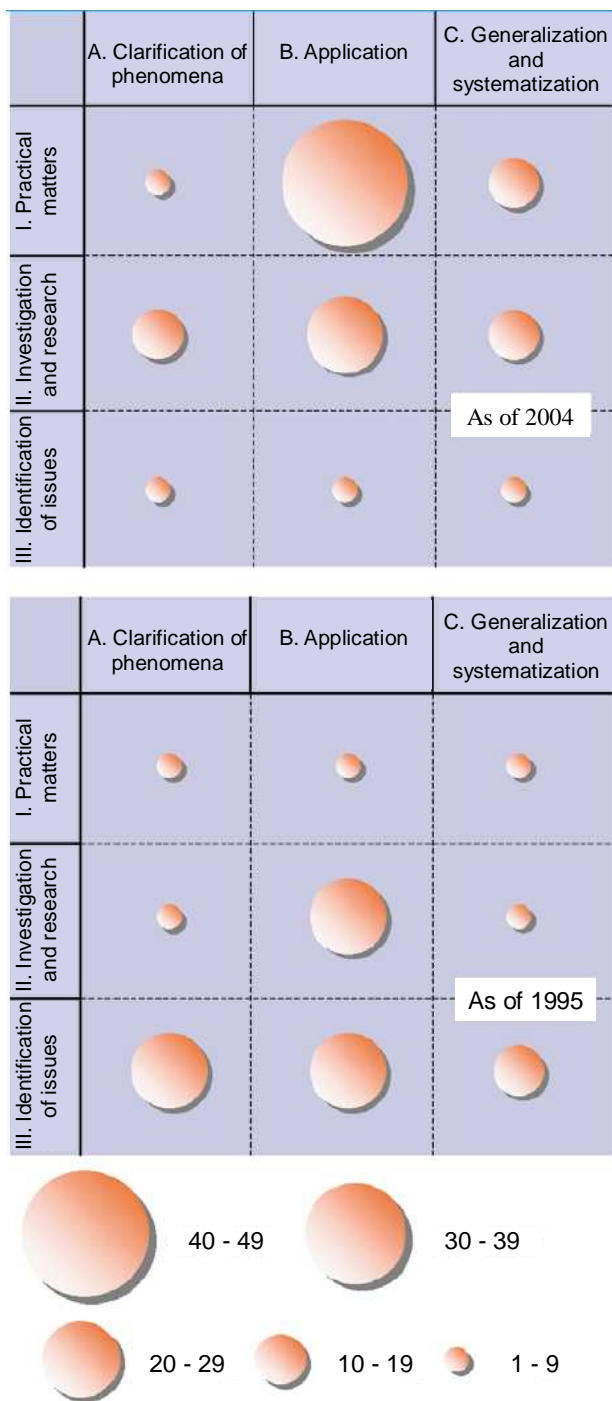 A. Clarification of
phenomena
B. Application
C. Generalization
and
systematization
I. Practical
matters
II. Investigation
and research
As of 2004
III. Identification
of issues
A. Clarification of
phenomena
B. Application
C. Generalization
and
systematization
I. Practical
matters
II. Investigation
and research
As of 1995
III. Identification
of issues
40 - 49
30 - 39
20 - 29
10 - 19
1 - 9